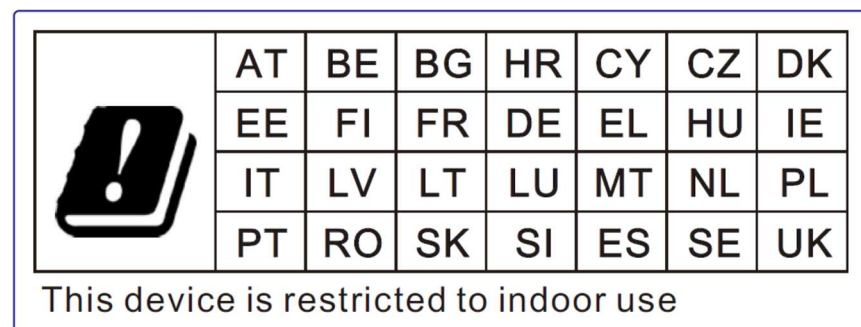 AT BE BG HR CY CZ DK
EE FI FR DE EL HU IE
IT LV LT LU MT NL PL
PT RO SK SI ES SE UK
This device is restricted to indoor use